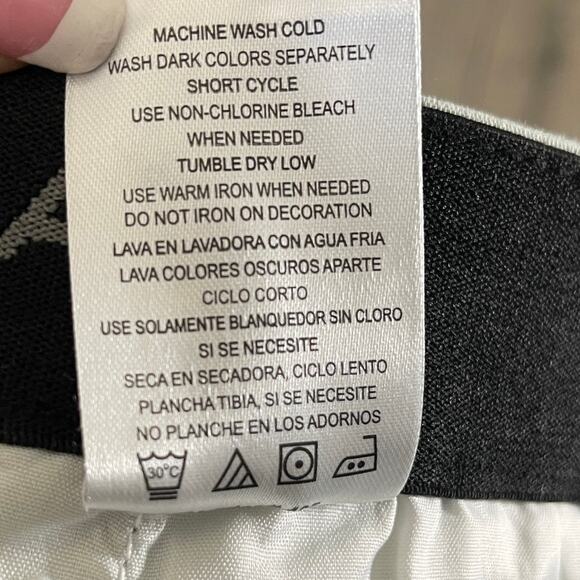 MACHINE WASH COLD
WASH DARK COLORS SEPARATELY
SHORT CYCLE
USE NON-CHLORINE BLEACH
WHEN NEEDED
TUMBLE DRY LOW
USE WARM IRON WHEN NEEDED
DO NOT IRON ON DECORATION
LAVA EN LAVADORA CON AGUA FRIA
LAVA COLORES OSCUROS APARTE
CICLO CORTO
USE SOLAMENTE BLANQUEDOR SIN CLORO
SI SE NECESITE
SECA EN SECADORA, CICLO LENTO
PLANCHA TIBIA, SI SE NECESITE
NO PLANCHE EN LOS ADORNOS
30°C